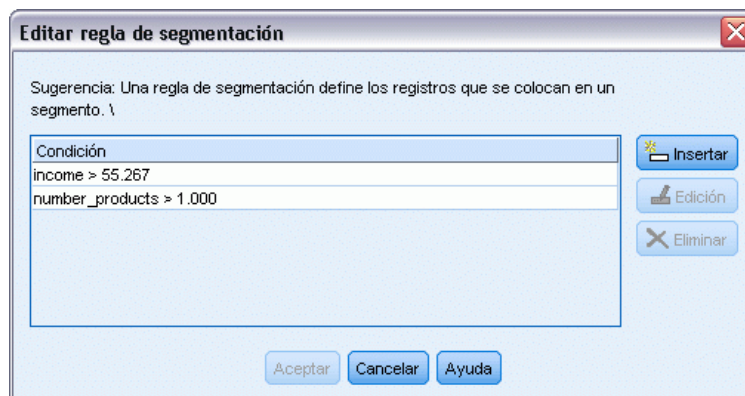 Editar regla de segmentación
Sugerencia: Una regla de segmentación define los registros que se colocan en un
segmento. \
Condición
income > 55.267
number_products > 1.000
Insertar
Edición
Eliminar
Aceptar
Cancelar
Ayuda